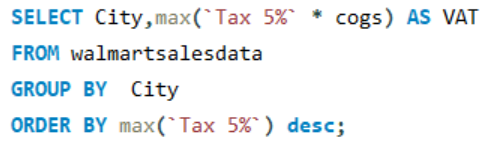 SELECT City,max(`Tax 5%` * cogs) AS VAT
FROM walmartsalesdata
GROUP BY  City
ORDER BY max(`Tax 5%`) desc;